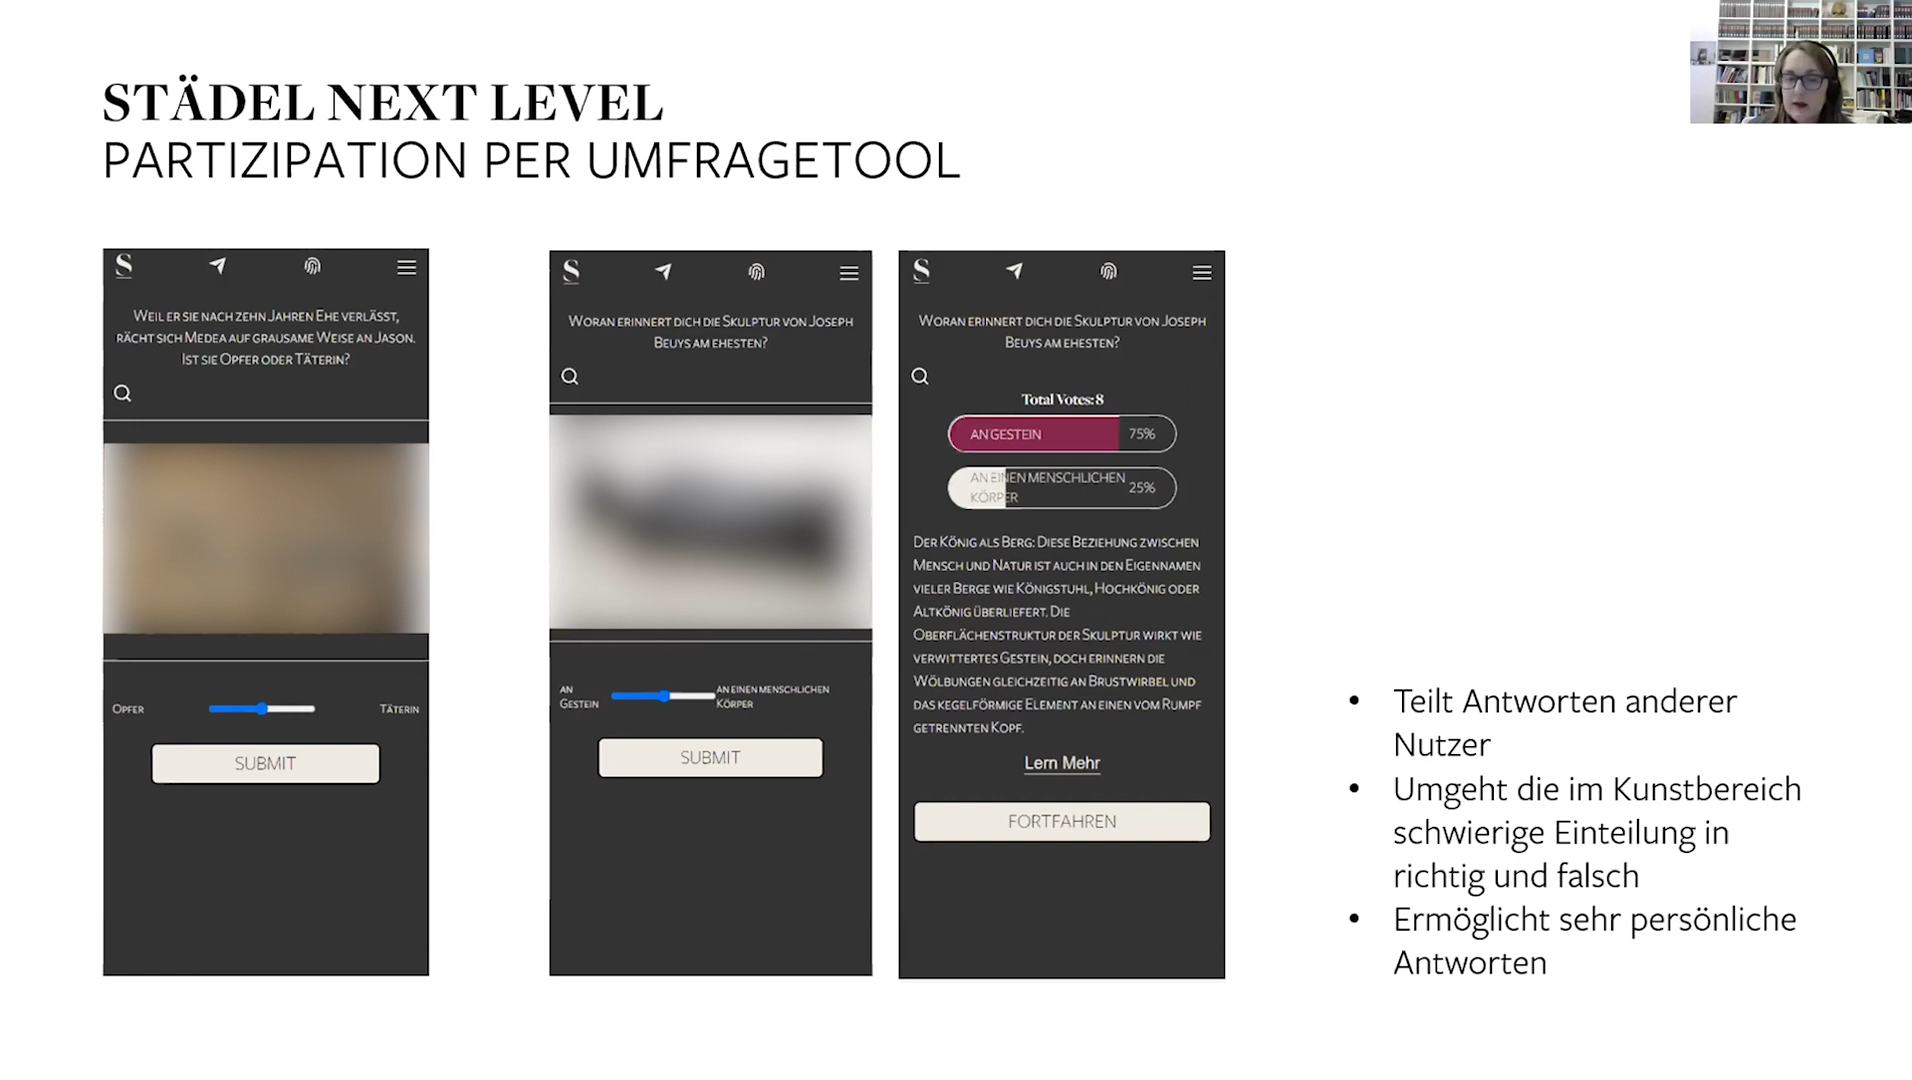 STÄDEL NEXT LEVEL
PARTIZIPATION PER UMFRAGETOOL
S
WEIL ER SIE NACH ZEHN JAHREN EHE VERLÄSST,
RÄCHT SICH MEDEA AUF GRAUSAME WEISE AN JASON.
IST SIE OPFER ODER TÄTERIN?
OPFER
TÄTERIN
SUBMIT
S
WORAN ERINNERT DICH DIE SKULPTUR VON JOSEPH
BEUYS AM EHESTEN?
AN
GESTEIN
AN EINEN MENSCHLICHEN
KÖRPER
SUBMIT
S
WORAN ERINNERT DICH DIE SKULPTUR VON JOSEPH
BEUYS AM EHESTEN?
Total Votes: 8
AN GESTEIN
75%
AN EINEN MENSCHLICHEN
KÖRPER
25%
DER KÖNIG ALS BERG: DIESE BEZIEHUNG ZWISCHEN
MENSCH UND NATUR IST AUCH IN DEN EIGENNAMEN
VIELER BERGE WIE KÖNIGSTUHL, HOCHKÖNIG ODER
ALTKÖNIG ÜBERLIEFERT. DIE
OBERFLÄCHENSTRUKTUR DER SKULPTUR WIRKT WIE
VERWITTERTES GESTEIN, DOCH ERINNERN DIE
WÖLBUNGEN GLEICHZEITIG AN BRUSTWIRBEL UND
DAS KEGELFÖRMIGE ELEMENT AN EINEN VOM RUMPF
GETRENNTEN KOPF.
Lern Mehr
FORTFAHREN
• Teilt Antworten anderer
Nutzer
• Umgeht die im Kunstbereich
schwierige Einteilung in
richtig und falsch
• Ermöglicht sehr persönliche
Antworten